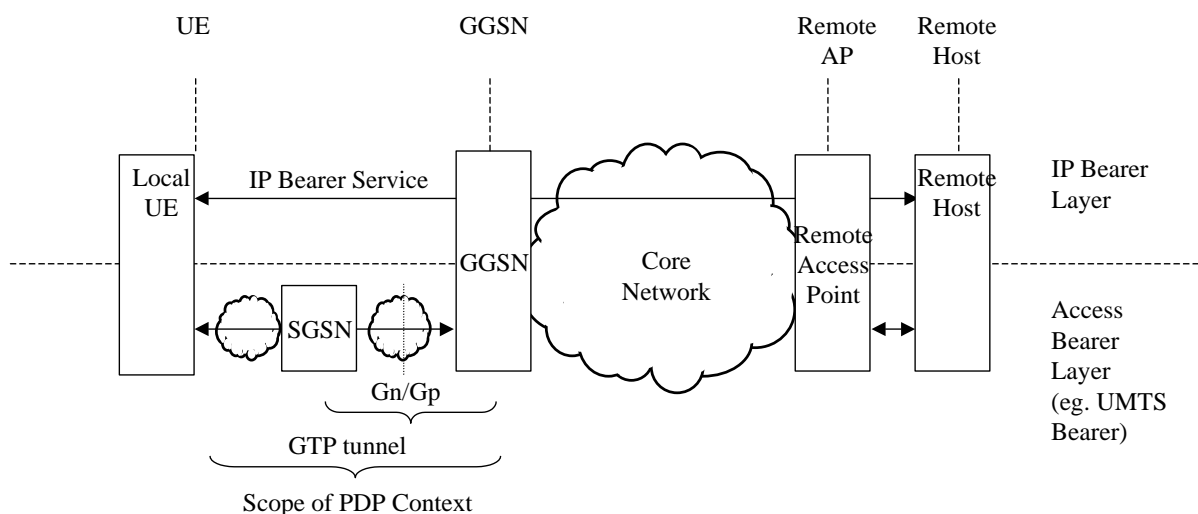 UE
GGSN
Remote
AP
Remote
Host
Local
UE
IP Bearer Service
Remote
Host
IP Bearer
Layer
GGSN
Core
Network
Remote
Access
Point
SGSN
Access
Bearer
Layer
(eg. UMTS
Bearer)
Gn/Gp
GTP tunnel
Scope of PDP Context